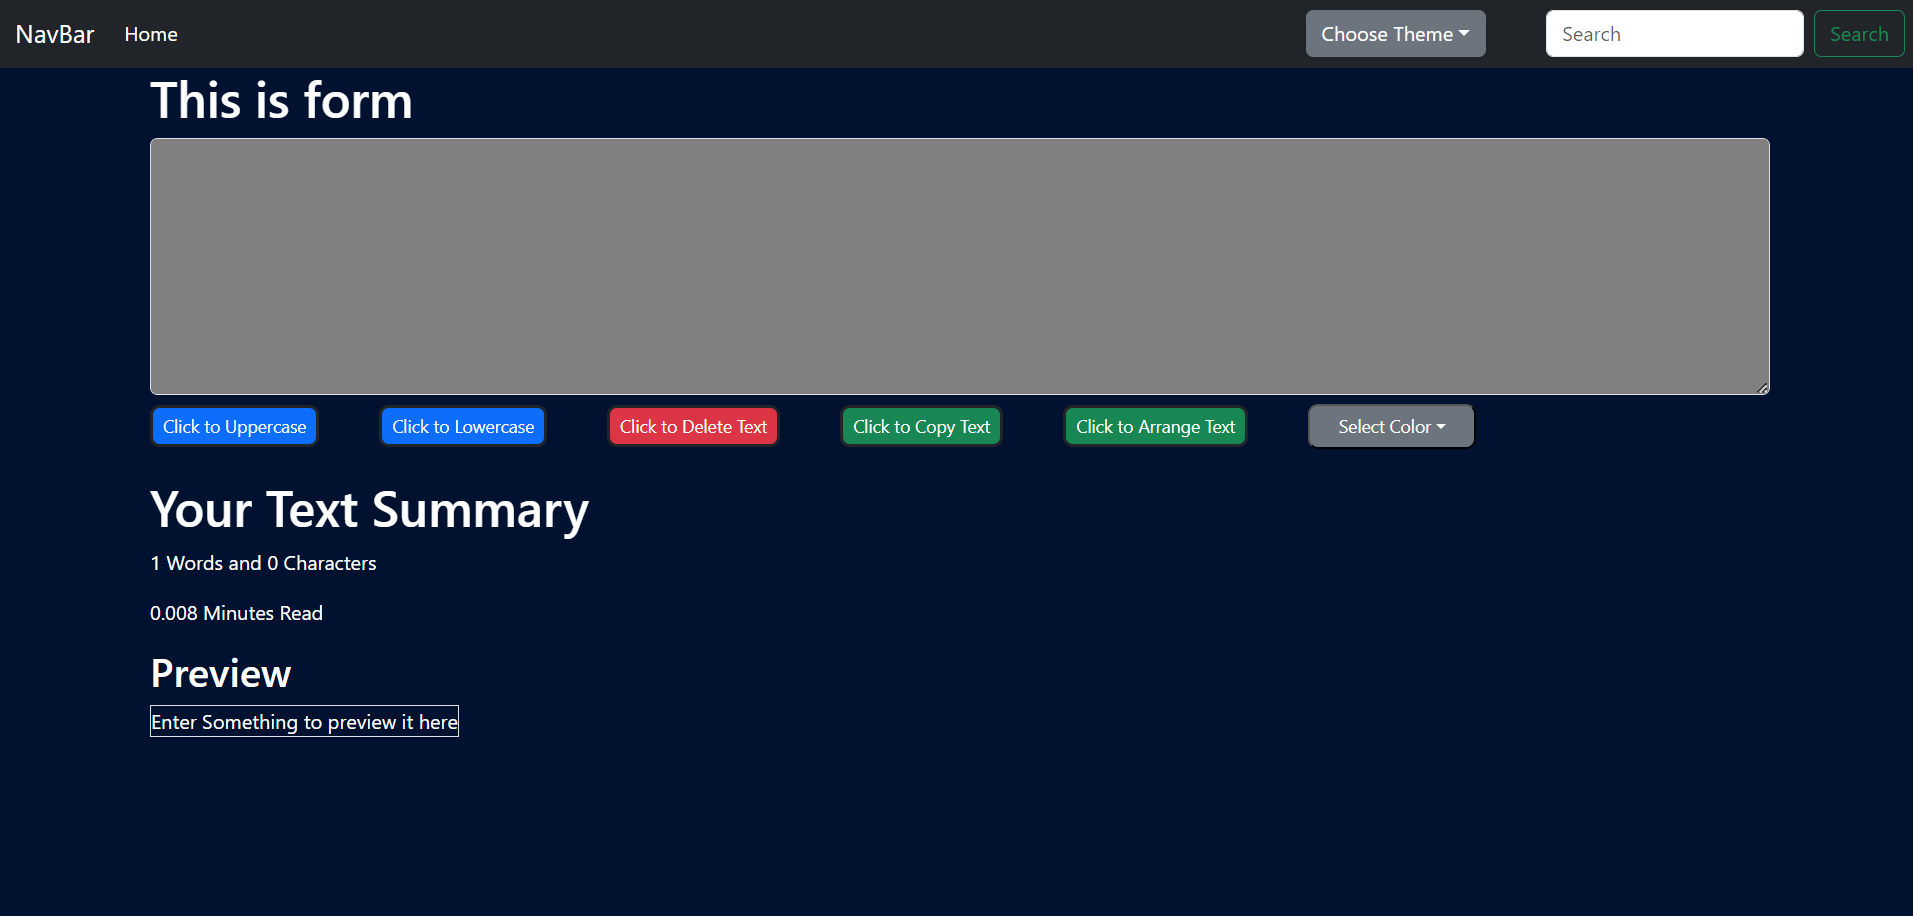 NavBar Home Choose Theme Search Search
This is form
Click to Uppercase Click to Lowercase Click to Delete Text Click to Copy Text Click to Arrange Text Select Color
Your Text Summary
1 Words and 0 Characters
0.008 Minutes Read
Preview
Enter Something to preview it here